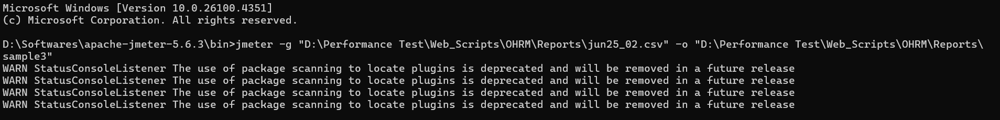 Microsoft Windows [Version 10.0.26100.4351]
(c) Microsoft Corporation. All rights reserved.
D:\Softwares\apache-jmeter-5.6.3\bin>jmeter -g "D:\Performance Test\Web_Scripts\OHRM\Reports\jun25_02.csv" -o "D:\Performance Test\Web_Scripts\OHRM\Reports\
sample3"
WARN StatusConsoleListener The use of package scanning to locate plugins is deprecated and will be removed in a future release
WARN StatusConsoleListener The use of package scanning to locate plugins is deprecated and will be removed in a future release
WARN StatusConsoleListener The use of package scanning to locate plugins is deprecated and will be removed in a future release
WARN StatusConsoleListener The use of package scanning to locate plugins is deprecated and will be removed in a future release